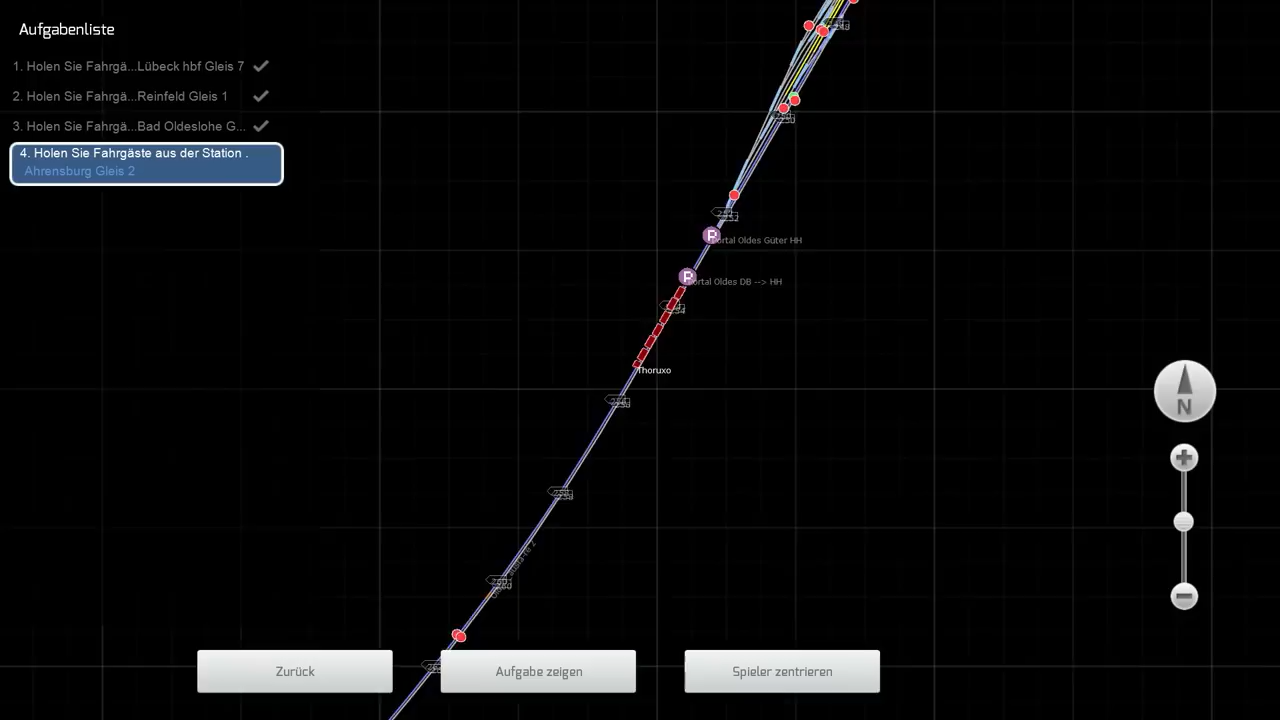 Aufgabenliste
1. Holen Sie Fahrgä...Lübeck hbf Gleis 7
2. Holen Sie Fahrgä...Reinfeld Gleis 1
3. Holen Sie Fahrgä...Bad Oldeslohe G...
4. Holen Sie Fahrgäste aus der Station .
Ahrensburg Gleis 2
P
ortal Oldes Güter HH
P
ortal Oldes DB --> HH
Thoruxo
N
Zurück
Aufgabe zeigen
Spieler zentrieren